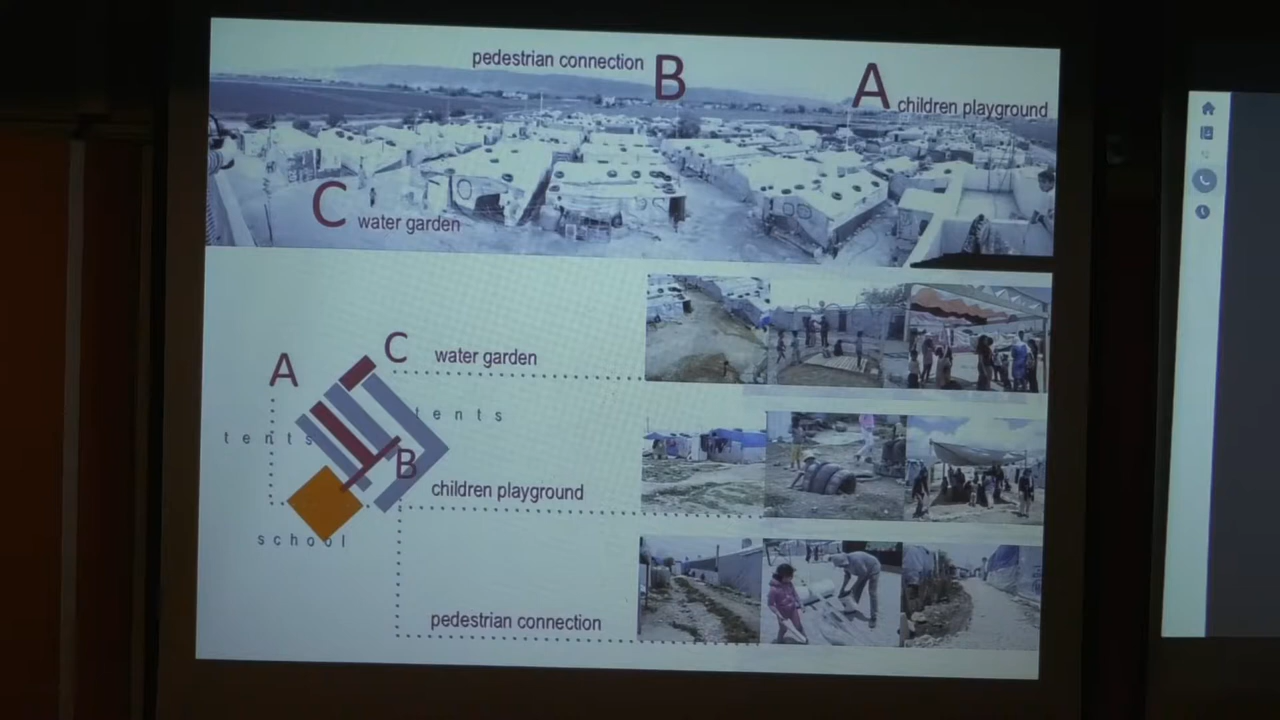 pedestrian connection B
A children playground
C water garden
A
C water garden
tents
tents
B
children playground
school
pedestrian connection